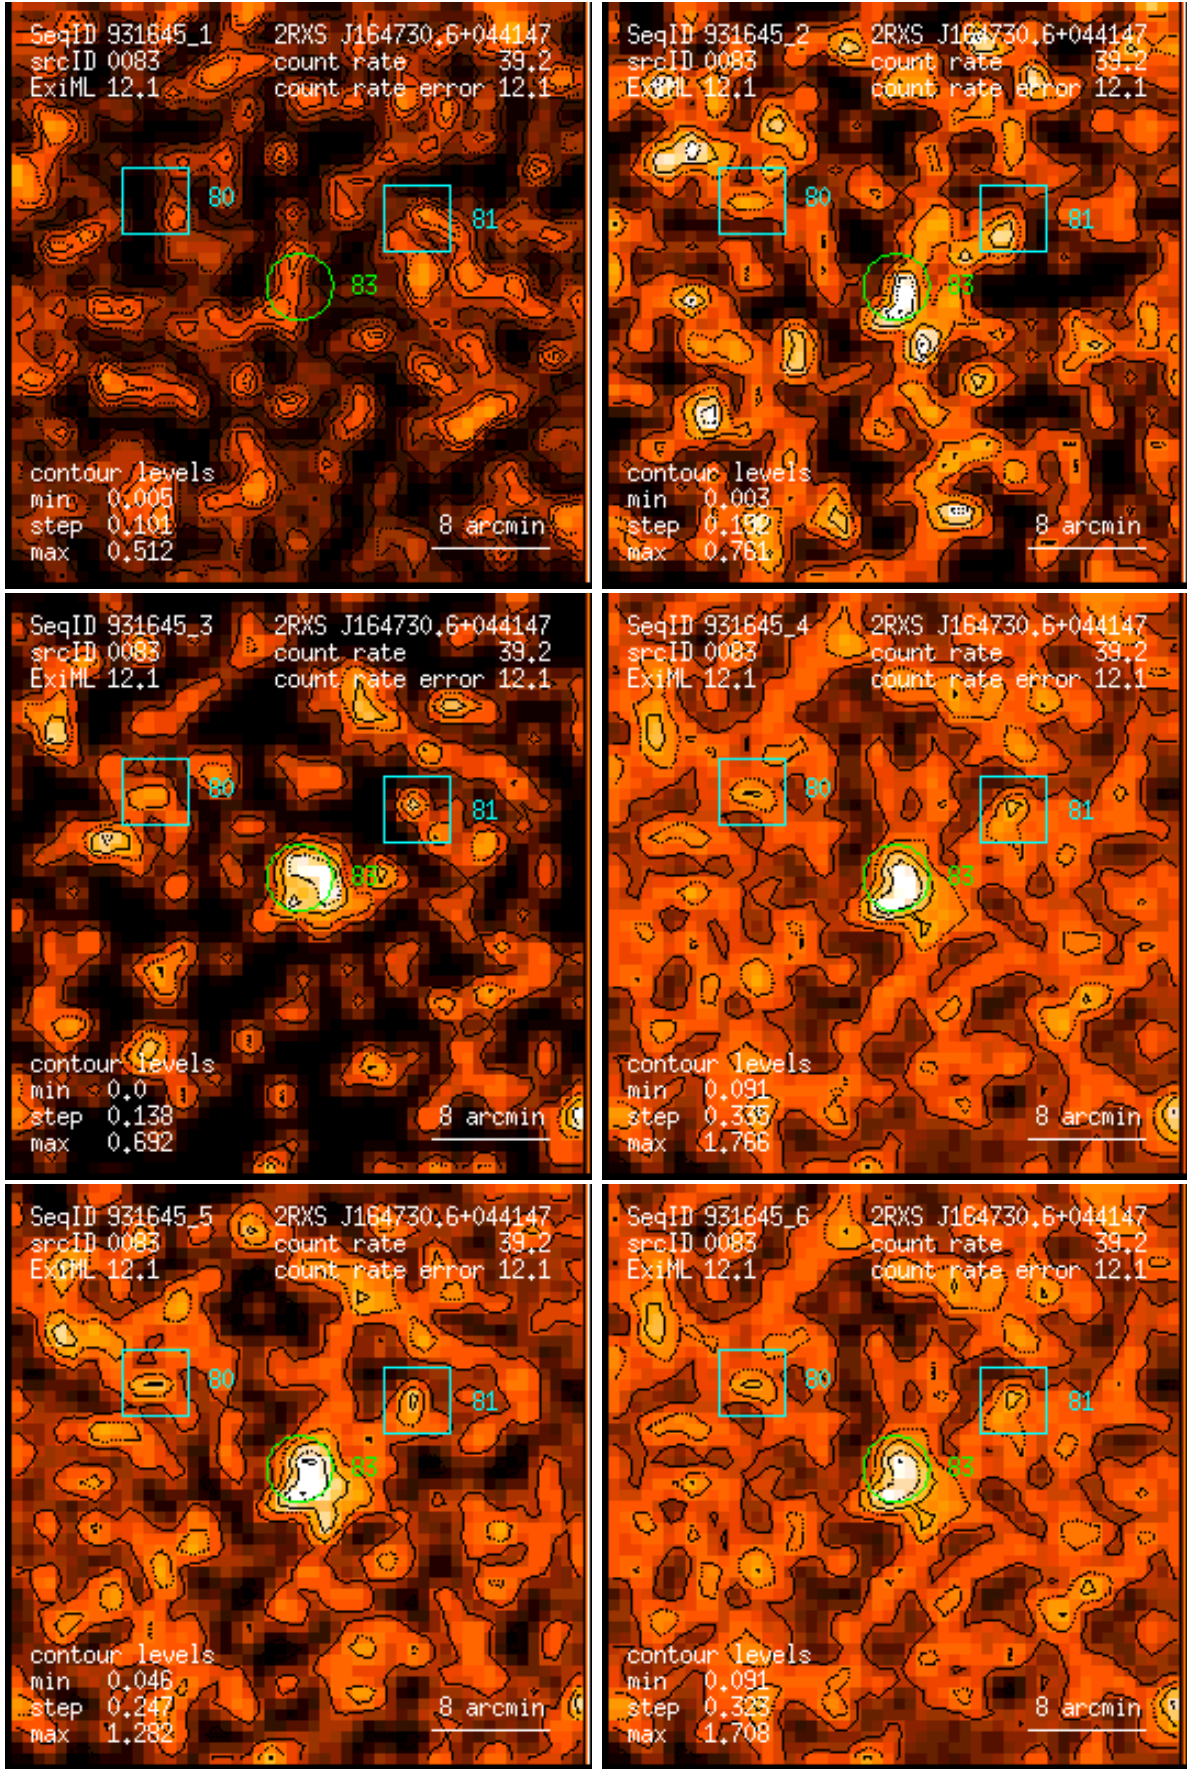 SeqID 931645_1 2RXS J164730.6+044147
srcID 0083 count rate 39.2
ExiML 12.1 count rate error 12.1
80
81
83
contour levels
min 0.005
step 0.101
max 0.512
8 arcmin
SeqID 931645_2 2RXS J164730.6+044147
srcID 0083 count rate 39.2
ExiML 12.1 count rate error 12.1
80
81
83
contour levels
min 0.003
step 0.192
max 0.761
8 arcmin
SeqID 931645_3 2RXS J164730.6+044147
srcID 0083 count rate 39.2
ExiML 12.1 count rate error 12.1
80
81
83
contour levels
min 0.0
step 0.138
max 0.692
8 arcmin
SeqID 931645_4 2RXS J164730.6+044147
srcID 0083 count rate 39.2
ExiML 12.1 count rate error 12.1
80
81
83
contour levels
min 0.091
step 0.335
max 1.766
8 arcmin
SeqID 931645_5 2RXS J164730.6+044147
srcID 0083 count rate 39.2
ExiML 12.1 count rate error 12.1
80
81
83
contour levels
min 0.046
step 0.247
max 1.282
8 arcmin
SeqID 931645_6 2RXS J164730.6+044147
srcID 0083 count rate 39.2
ExiML 12.1 count rate error 12.1
80
81
83
contour levels
min 0.091
step 0.323
max 1.708
8 arcmin